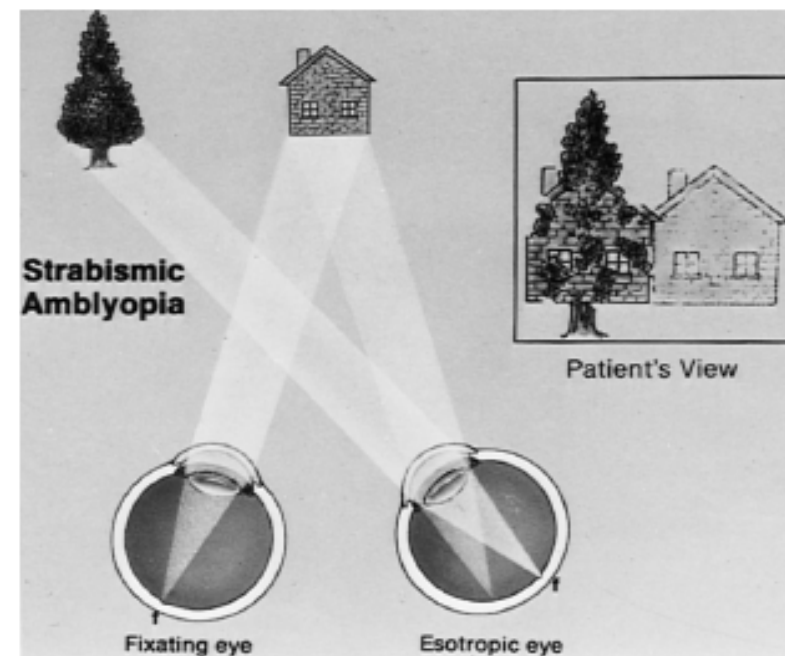 Strabismic
Amblyopia
Patient's View
f
f
Fixating eye
Esotropic eye